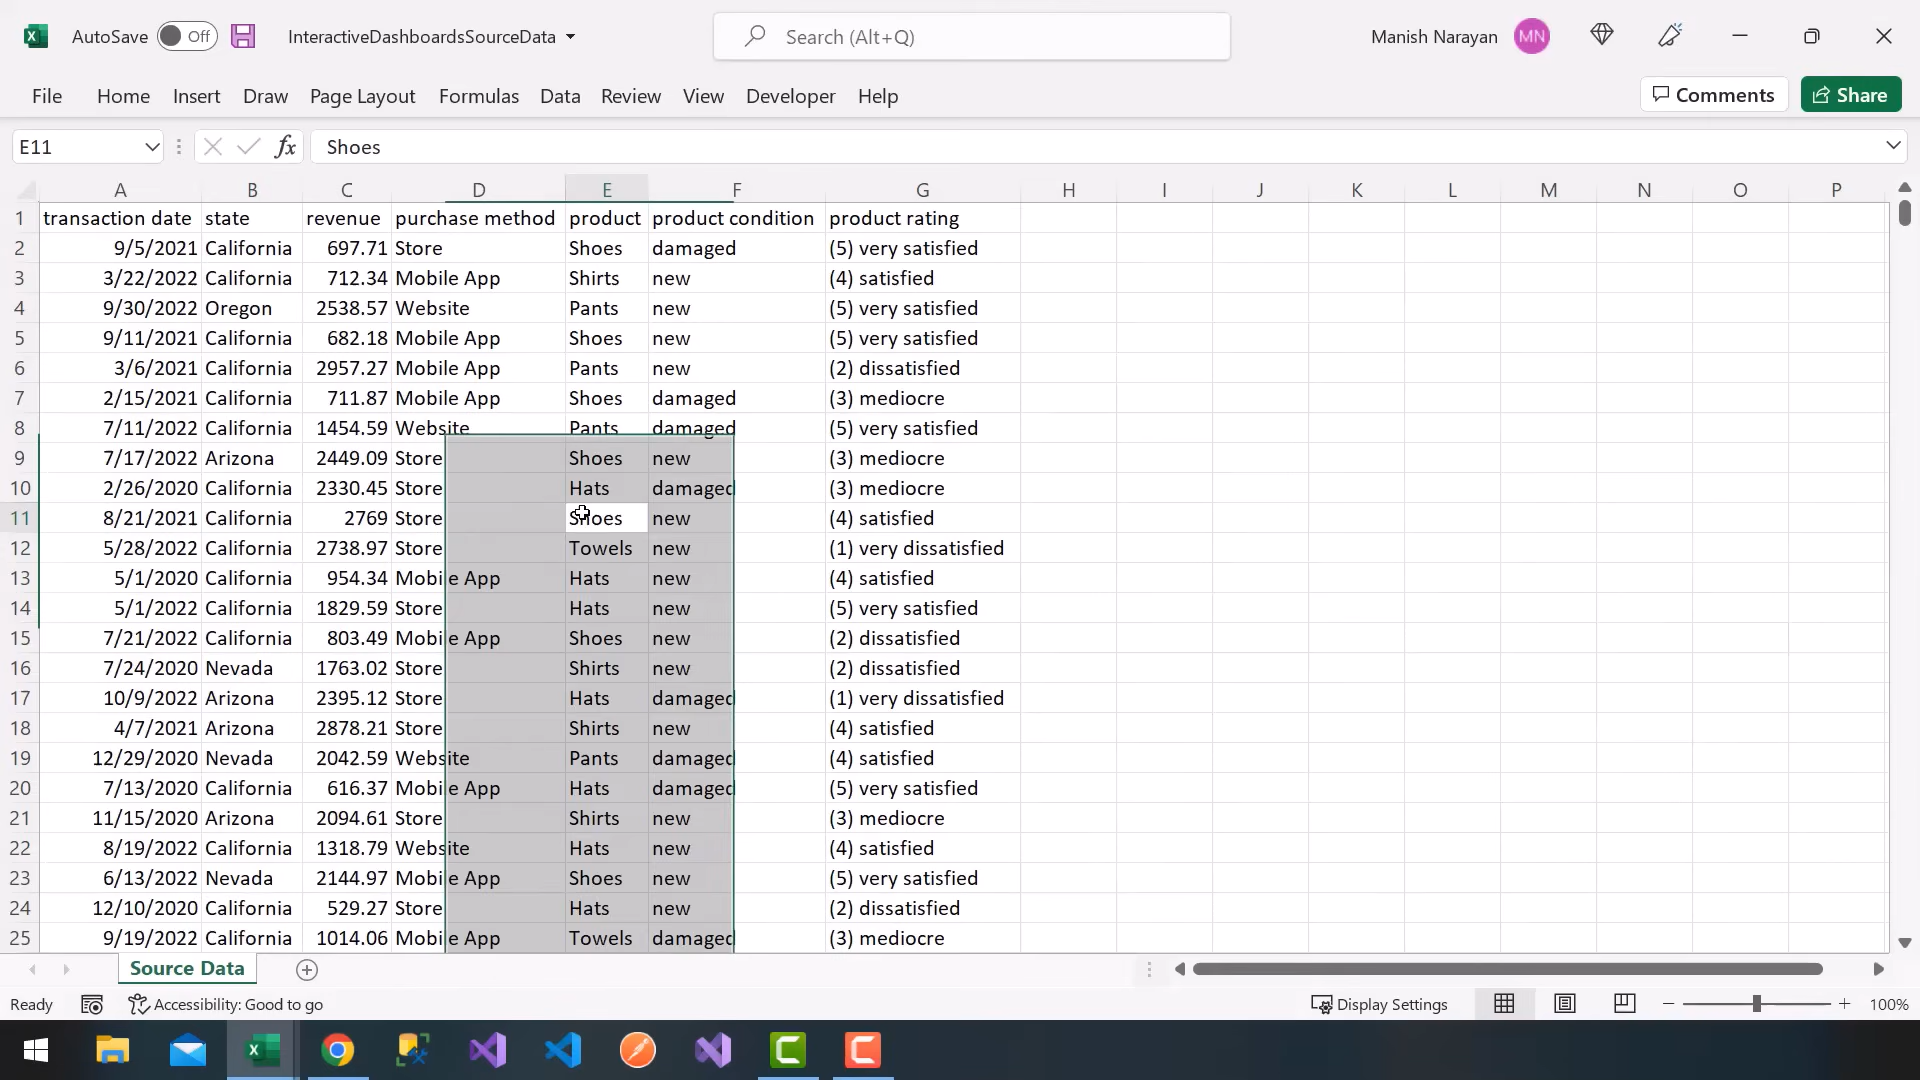 AutoSave Off InteractiveDashboardsSourceData Search (Alt+Q) Manish Narayan MN
File Home Insert Draw Page Layout Formulas Data Review View Developer Help Comments Share
E11 fx Shoes
A B C D E F G H I J K L M N O P
1 transaction date state revenue purchase method product product condition product rating
2 9/5/2021 California 697.71 Store Shoes damaged (5) very satisfied
3 3/22/2022 California 712.34 Mobile App Shirts new (4) satisfied
4 9/30/2022 Oregon 2538.57 Website Pants new (5) very satisfied
5 9/11/2021 California 682.18 Mobile App Shoes new (5) very satisfied
6 3/6/2021 California 2957.27 Mobile App Pants new (2) dissatisfied
7 2/15/2021 California 711.87 Mobile App Shoes damaged (3) mediocre
8 7/11/2022 California 1454.59 Website Pants damaged (5) very satisfied
9 7/17/2022 Arizona 2449.09 Store Shoes new (3) mediocre
10 2/26/2020 California 2330.45 Store Hats damaged (3) mediocre
11 8/21/2021 California 2769 Store Shoes new (4) satisfied
12 5/28/2022 California 2738.97 Store Towels new (1) very dissatisfied
13 5/1/2020 California 954.34 Mobile App Hats new (4) satisfied
14 5/1/2022 California 1829.59 Store Hats new (5) very satisfied
15 7/21/2022 California 803.49 Mobile App Shoes new (2) dissatisfied
16 7/24/2020 Nevada 1763.02 Store Shirts new (2) dissatisfied
17 10/9/2022 Arizona 2395.12 Store Hats damaged (1) very dissatisfied
18 4/7/2021 Arizona 2878.21 Store Shirts new (4) satisfied
19 12/29/2020 Nevada 2042.59 Website Pants damaged (4) satisfied
20 7/13/2020 California 616.37 Mobile App Hats damaged (5) very satisfied
21 11/15/2020 Arizona 2094.61 Store Shirts new (3) mediocre
22 8/19/2022 California 1318.79 Website Hats new (4) satisfied
23 6/13/2022 Nevada 2144.97 Mobile App Shoes new (5) very satisfied
24 12/10/2020 California 529.27 Store Hats new (2) dissatisfied
25 9/19/2022 California 1014.06 Mobile App Towels damaged (3) mediocre
Source Data
Ready Accessibility: Good to go Display Settings 100%